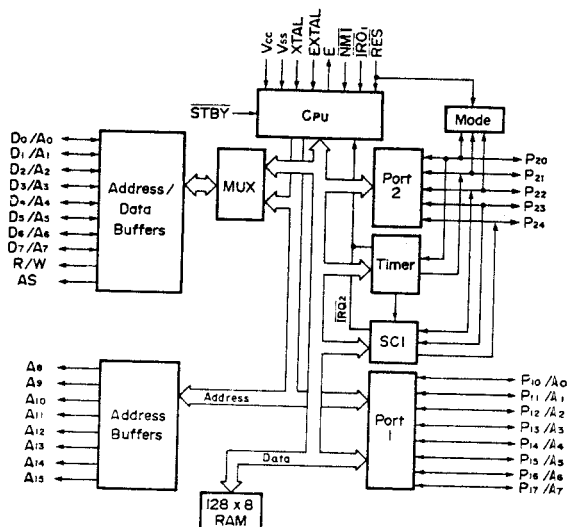 Vcc
Vss
XTAL
EXTAL
E
NMI
IRQ1
RES
STBY
CPU
Mode
D0/A0
D1/A1
D2/A2
D3/A3
D4/A4
D5/A5
D6/A6
D7/A7
R/W
AS
Address/
Data
Buffers
MUX
Port
2
P20
P21
P22
P23
P24
Timer
IRQ2
SCI
A8
A9
A10
A11
A12
A13
A14
A15
Address
Buffers
Address
Data
Port
1
P10/A0
P11/A1
P12/A2
P13/A3
P14/A4
P15/A5
P16/A6
P17/A7
128 x 8
RAM